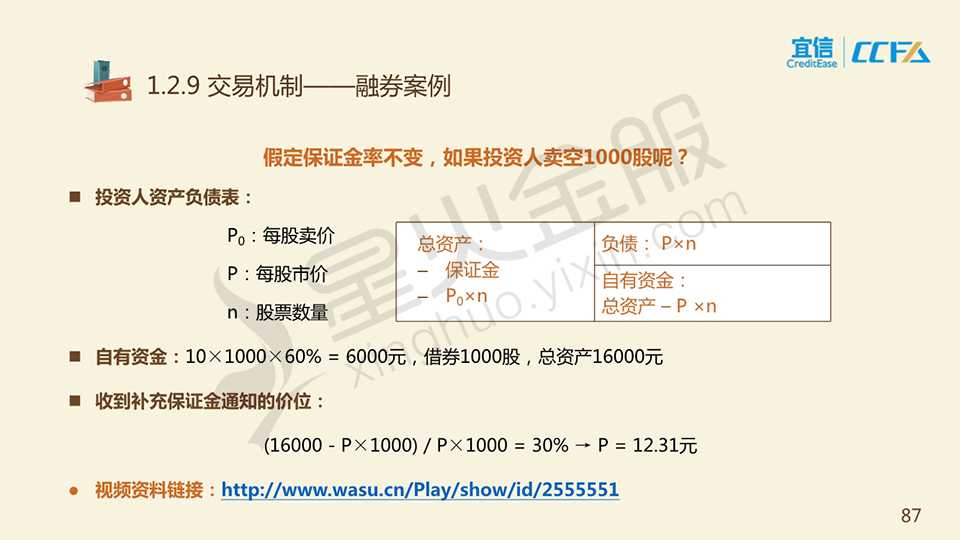 宜信
CreditEase
CCFA
1.2.9 交易机制——融券案例
假定保证金率不变，如果投资人卖空1000股呢？
■ 投资人资产负债表：
P0：每股卖价
P：每股市价
n：股票数量
总资产：
– 保证金
– P0×n
负债：P×n
自有资金：
总资产 – P ×n
■ 自有资金：10×1000×60% = 6000元，借券1000股，总资产16000元
■ 收到补充保证金通知的价位：
(16000 - P×1000) / P×1000 = 30% → P = 12.31元
● 视频资料链接：http://www.wasu.cn/Play/show/id/2555551
87
星火金服
xinghuo.yixin.com